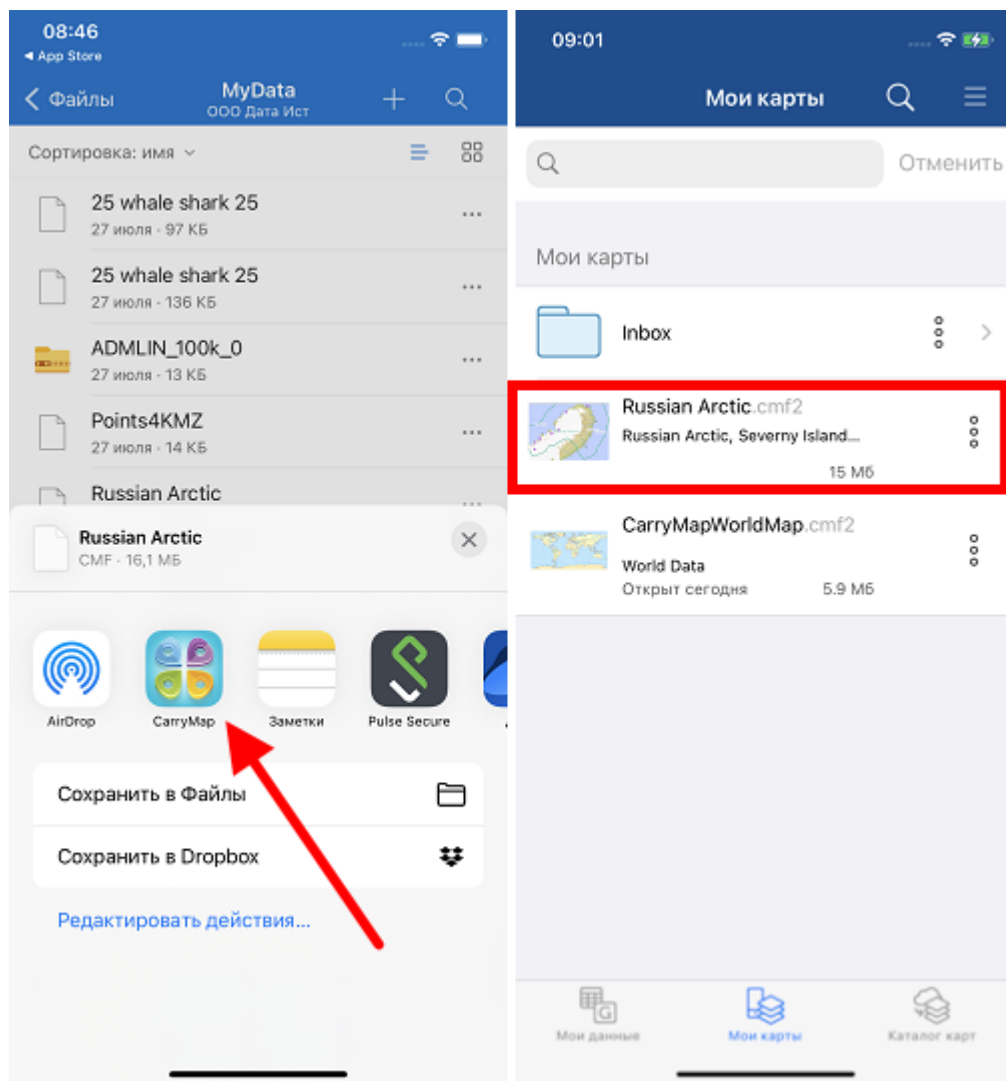 08:46
App Store
Файлы
MyData
ООО Дата Ист
Сортировка: имя
25 whale shark 25
27 июля - 97 КБ
25 whale shark 25
27 июля - 136 КБ
ADMLIN_100k_0
27 июля - 13 КБ
Points4KMZ
27 июля - 14 КБ
Russian Arctic
Russian Arctic
CMF - 16,1 МБ
AirDrop
CarryMap
Заметки
Pulse Secure
Сохранить в Файлы
Сохранить в Dropbox
Редактировать действия...
09:01
Мои карты
Отменить
Мои карты
Inbox
Russian Arctic.cmf2
Russian Arctic, Severny Island...
15 Мб
CarryMapWorldMap.cmf2
World Data
Открыт сегодня 5.9 Мб
Мои данные
Мои карты
Каталог карт